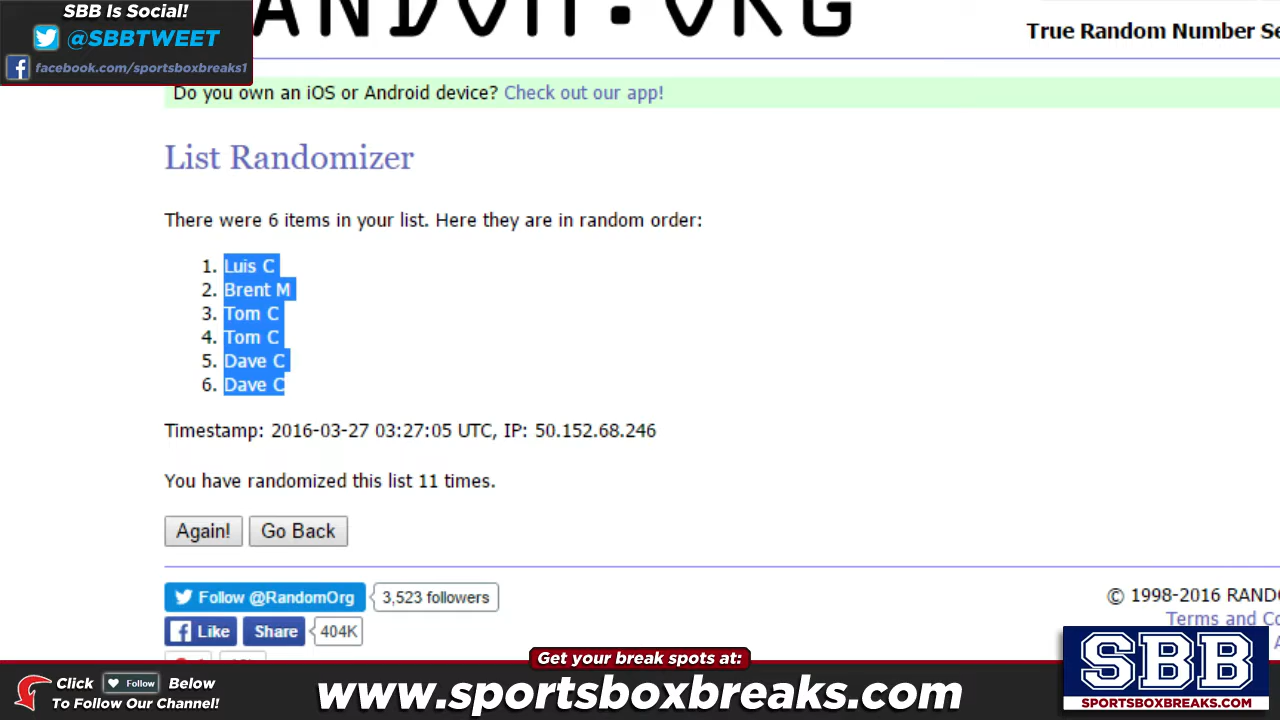 SBB Is Social!
@SBBTWEET
facebook.com/sportsboxbreaks1
True Random Number
Do you own an iOS or Android device? Check out our app!
List Randomizer
There were 6 items in your list. Here they are in random order:
1. Luis C
2. Brent M
3. Tom C
4. Tom C
5. Dave C
6. Dave C
Timestamp: 2016-03-27 03:27:05 UTC, IP: 50.152.68.246
You have randomized this list 11 times.
Again! Go Back
Follow @RandomOrg 3,523 followers
© 1998-2016
Like Share 404K
Terms and
Get your break spots at:
Click Follow Below
To Follow Our Channel!
www.sportsboxbreaks.com
SBB
SPORTSBOXBREAKS.COM